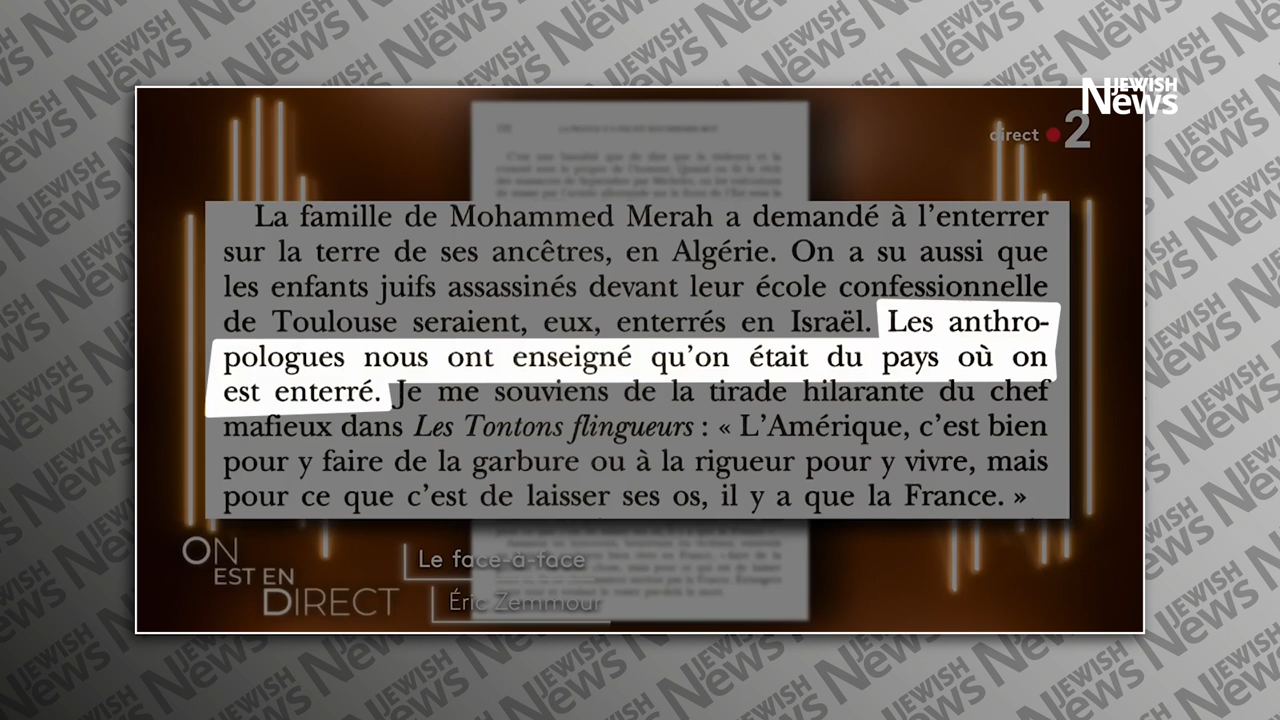 JEWISH
News
direct 2
La famille de Mohammed Merah a demandé à l’enterrer
sur la terre de ses ancêtres, en Algérie. On a su aussi que
les enfants juifs assassinés devant leur école confessionnelle
de Toulouse seraient, eux, enterrés en Israël. Les anthro-
pologues nous ont enseigné qu’on était du pays où on
est enterré. Je me souviens de la tirade hilarante du chef
mafieux dans Les Tontons flingueurs : « L’Amérique, c’est bien
pour y faire de la garbure ou à la rigueur pour y vivre, mais
pour ce que c’est de laisser ses os, il y a que la France. »
ON
EST EN
DIRECT
Le face-à-face
Éric Zemmour